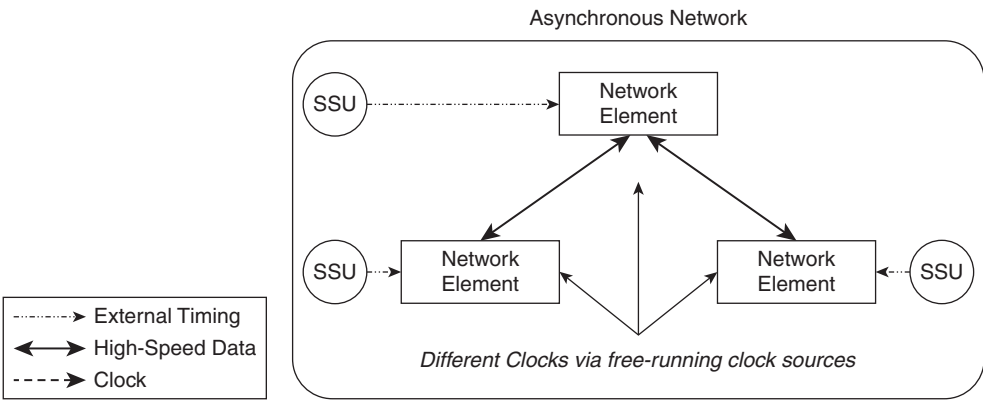 Asynchronous Network
SSU
Network
Element
SSU
Network
Element
Network
Element
SSU
External Timing
High-Speed Data
Clock
Different Clocks via free-running clock sources